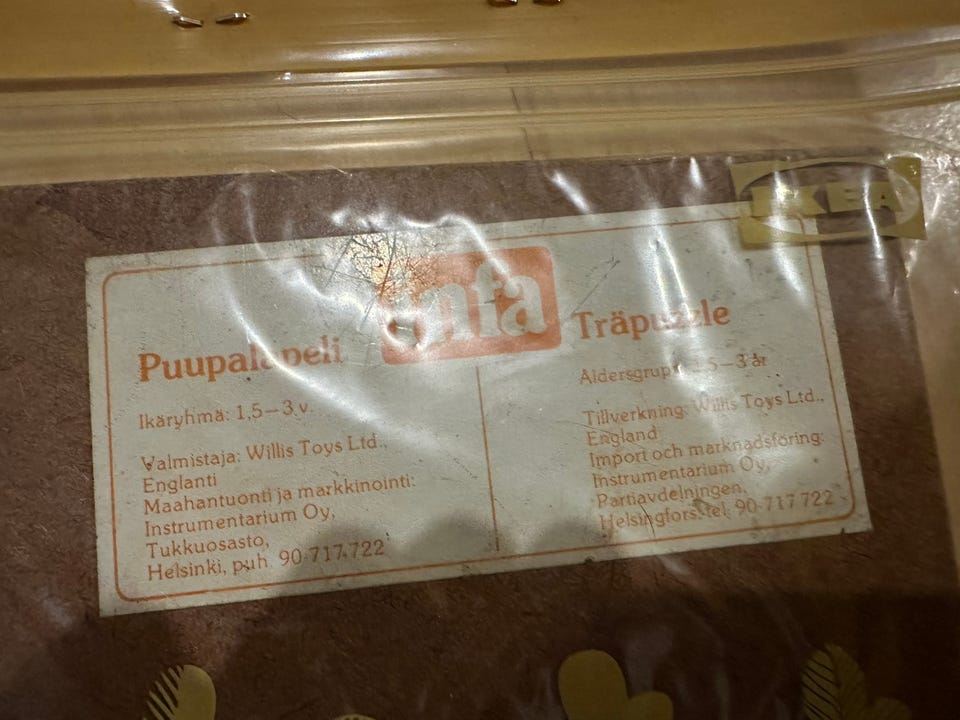 IKEA
Puupalapeli
Ikäryhmä: 1,5–3 v.
Valmistaja: Willis Toys Ltd.,
Englanti
Maahantuonti ja markkinointi:
Instrumentarium Oy,
Tukkuosasto,
Helsinki, puh. 90-717 722
Träpuzzle
Åldersgrupp: 1,5–3 år
Tillverkning: Willis Toys Ltd.,
England
Import och marknadsföring:
Instrumentarium Oy,
Partiavdelningen,
Helsingfors, tel. 90-717 722